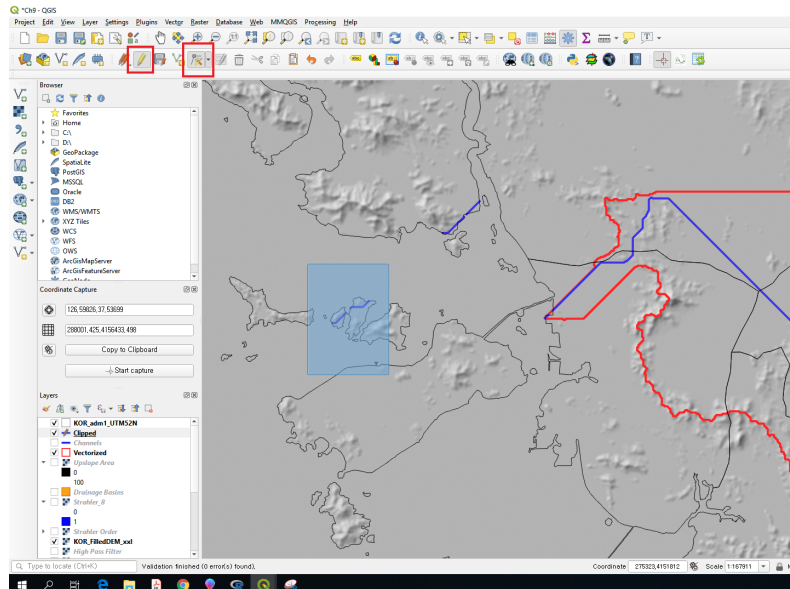 *Ch9 - QGIS
Project Edit View Layer Settings Plugins Vector Raster Database Web MMQGIS Processing Help
Browser
Favorites
Home
C:\
D:\
GeoPackage
SpatiaLite
PostGIS
MSSQL
Oracle
DB2
WMS/WMTS
XYZ Tiles
WCS
WFS
OWS
ArcGisMapServer
ArcGisFeatureServer
Coordinate Capture
126,59826,37,53699
288001,425,4156433,498
Copy to Clipboard
Start capture
Layers
KOR_adm1_UTM52N
Clipped
Channels
Vectorized
Upslope Area
0
100
Drainage Basins
Strahler_8
0
1
Strahler Order
KOR_FilledDEM_xxl
High Pass Filter
Type to locate (Ctrl+K)
Validation finished (0 error(s) found).
Coordinate 275323,4151812
Scale 1:167911